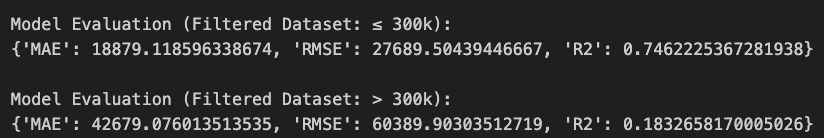 Model Evaluation (Filtered Dataset: ≤ 300k):
{'MAE': 18879.118596338674, 'RMSE': 27689.50439446667, 'R2': 0.7462225367281938}
Model Evaluation (Filtered Dataset: > 300k):
{'MAE': 42679.076013513535, 'RMSE': 60389.90303512719, 'R2': 0.1832658170005026}